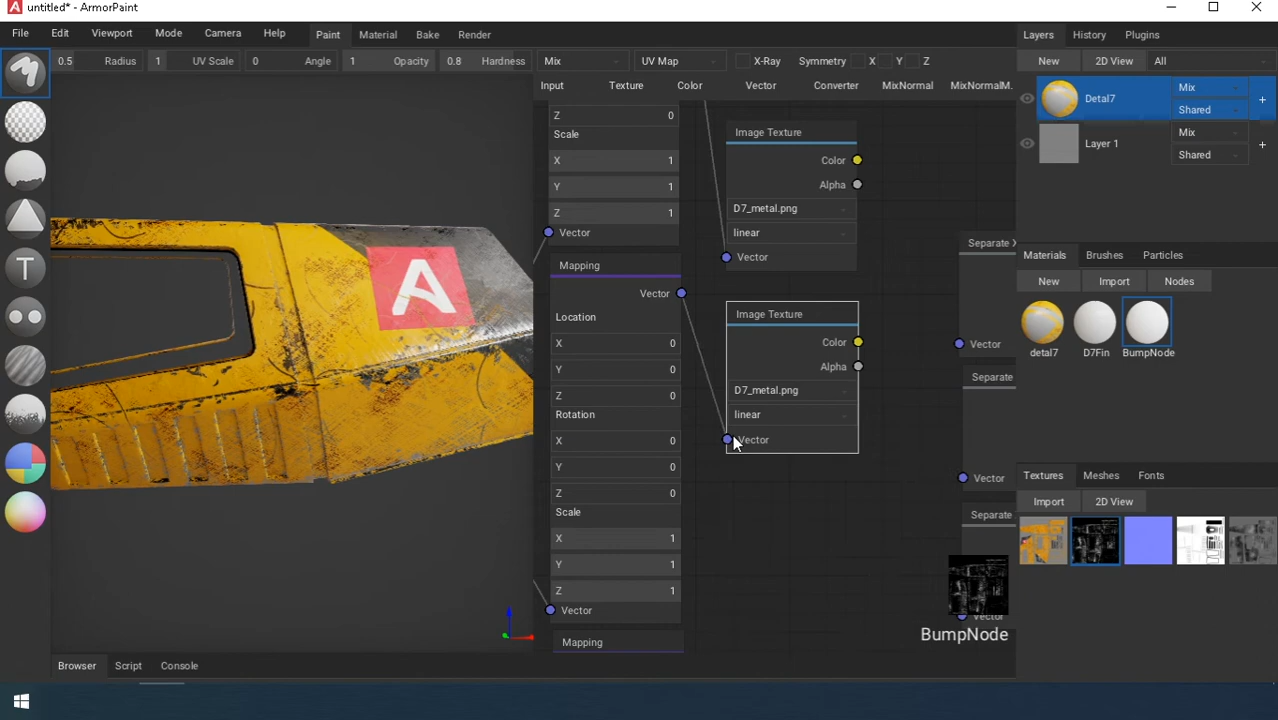 untitled* - ArmorPaint
File Edit Viewport Mode Camera Help Paint Material Bake Render
0.5 Radius 1 UV Scale 0 Angle 1 Opacity 0.8 Hardness Mix UV Map X-Ray Symmetry X Y Z
Input Texture Color Vector Converter MixNormal MixNormalM.
Z 0
Scale
X 1
Y 1
Z 1
Vector
Mapping
Vector
Location
X 0
Y 0
Z 0
Rotation
X 0
Y 0
Z 0
Scale
X 1
Y 1
Z 1
Vector
Mapping
Image Texture
Color
Alpha
D7_metal.png
linear
Vector
Image Texture
Color
Alpha
D7_metal.png
linear
Vector
Separate X
Vector
Separate
Vector
Separate
Vector
BumpNode
A
Layers History Plugins
New 2D View All
Detal7 Mix
Shared +
Layer 1 Mix
Shared +
Materials Brushes Particles
New Import Nodes
detal7 D7Fin BumpNode
Textures Meshes Fonts
Import 2D View
Browser Script Console